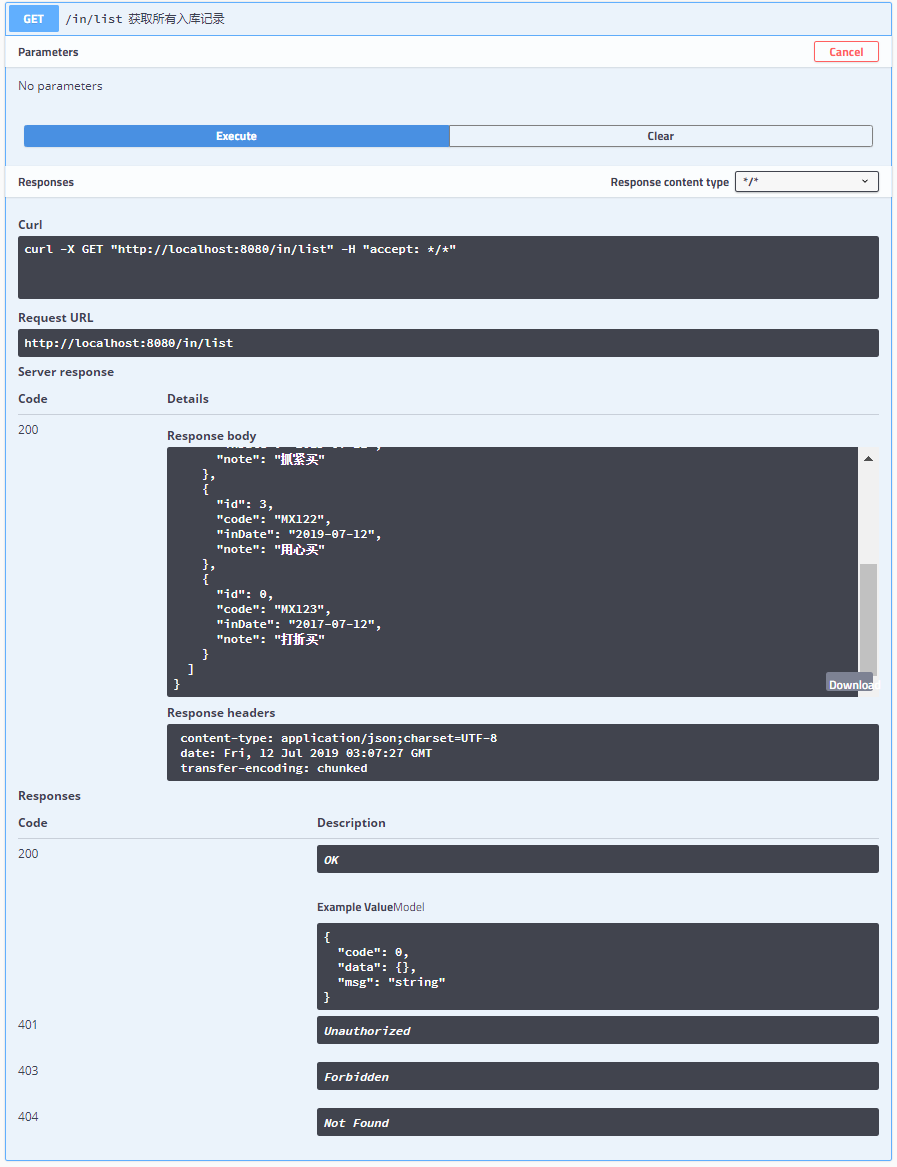 GET /in/list 获取所有入库记录
Parameters Cancel
No parameters
Execute Clear
Responses Response content type */*
Curl
curl -X GET "http://localhost:8080/in/list" -H "accept: */*"
Request URL
http://localhost:8080/in/list
Server response
Code Details
200
Response body
"note": "抓紧买"
},
{
"id": 3,
"code": "MX122",
"inDate": "2019-07-12",
"note": "用心买"
},
{
"id": 0,
"code": "MX123",
"inDate": "2017-07-12",
"note": "打折买"
}
]
}
Download
Response headers
content-type: application/json;charset=UTF-8
date: Fri, 12 Jul 2019 03:07:27 GMT
transfer-encoding: chunked
Responses
Code Description
200
OK
Example Value Model
{
"code": 0,
"data": {},
"msg": "string"
}
401
Unauthorized
403
Forbidden
404
Not Found